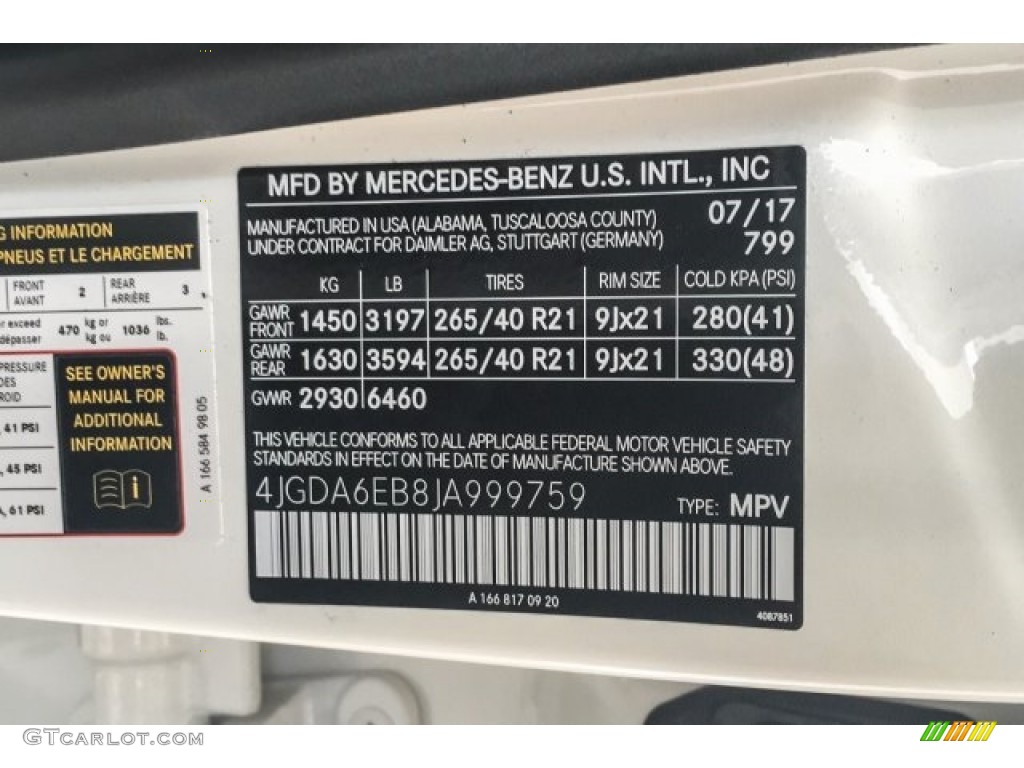 MFD BY MERCEDES-BENZ U.S. INTL., INC
MANUFACTURED IN USA (ALABAMA, TUSCALOOSA COUNTY)
UNDER CONTRACT FOR DAIMLER AG, STUTTGART (GERMANY)
07/17
799
KG LB TIRES RIM SIZE COLD KPA(PSI)
GAWR FRONT 1450 3197 265/40 R21 9Jx21 280(41)
GAWR REAR 1630 3594 265/40 R21 9Jx21 330(48)
GVWR 2930 6460
THIS VEHICLE CONFORMS TO ALL APPLICABLE FEDERAL MOTOR VEHICLE SAFETY
STANDARDS IN EFFECT ON THE DATE OF MANUFACTURE SHOWN ABOVE.
4JGDA6EB8JA999759 TYPE: MPV
A 166 817 09 20
4087851
INFORMATION
PNEUS ET LE CHARGEMENT
FRONT AVANT 2 REAR ARRIÈRE 3
exceed
dépasser 470 kg or kg ou 1036 lbs. lb.
PRESSURE
SEE OWNER'S
MANUAL FOR
ADDITIONAL
INFORMATION
41 PSI
45 PSI
61 PSI
A 166 584 98 05
GTCarLot.com